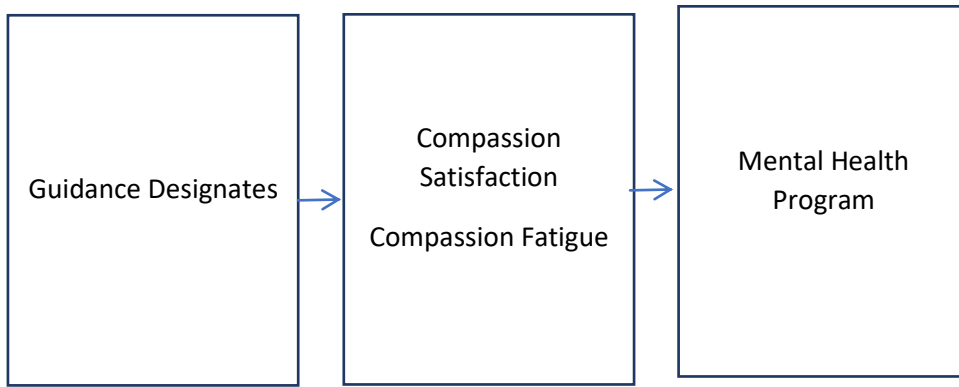 Guidance Designates
Compassion
Satisfaction
Compassion Fatigue
Mental Health
Program